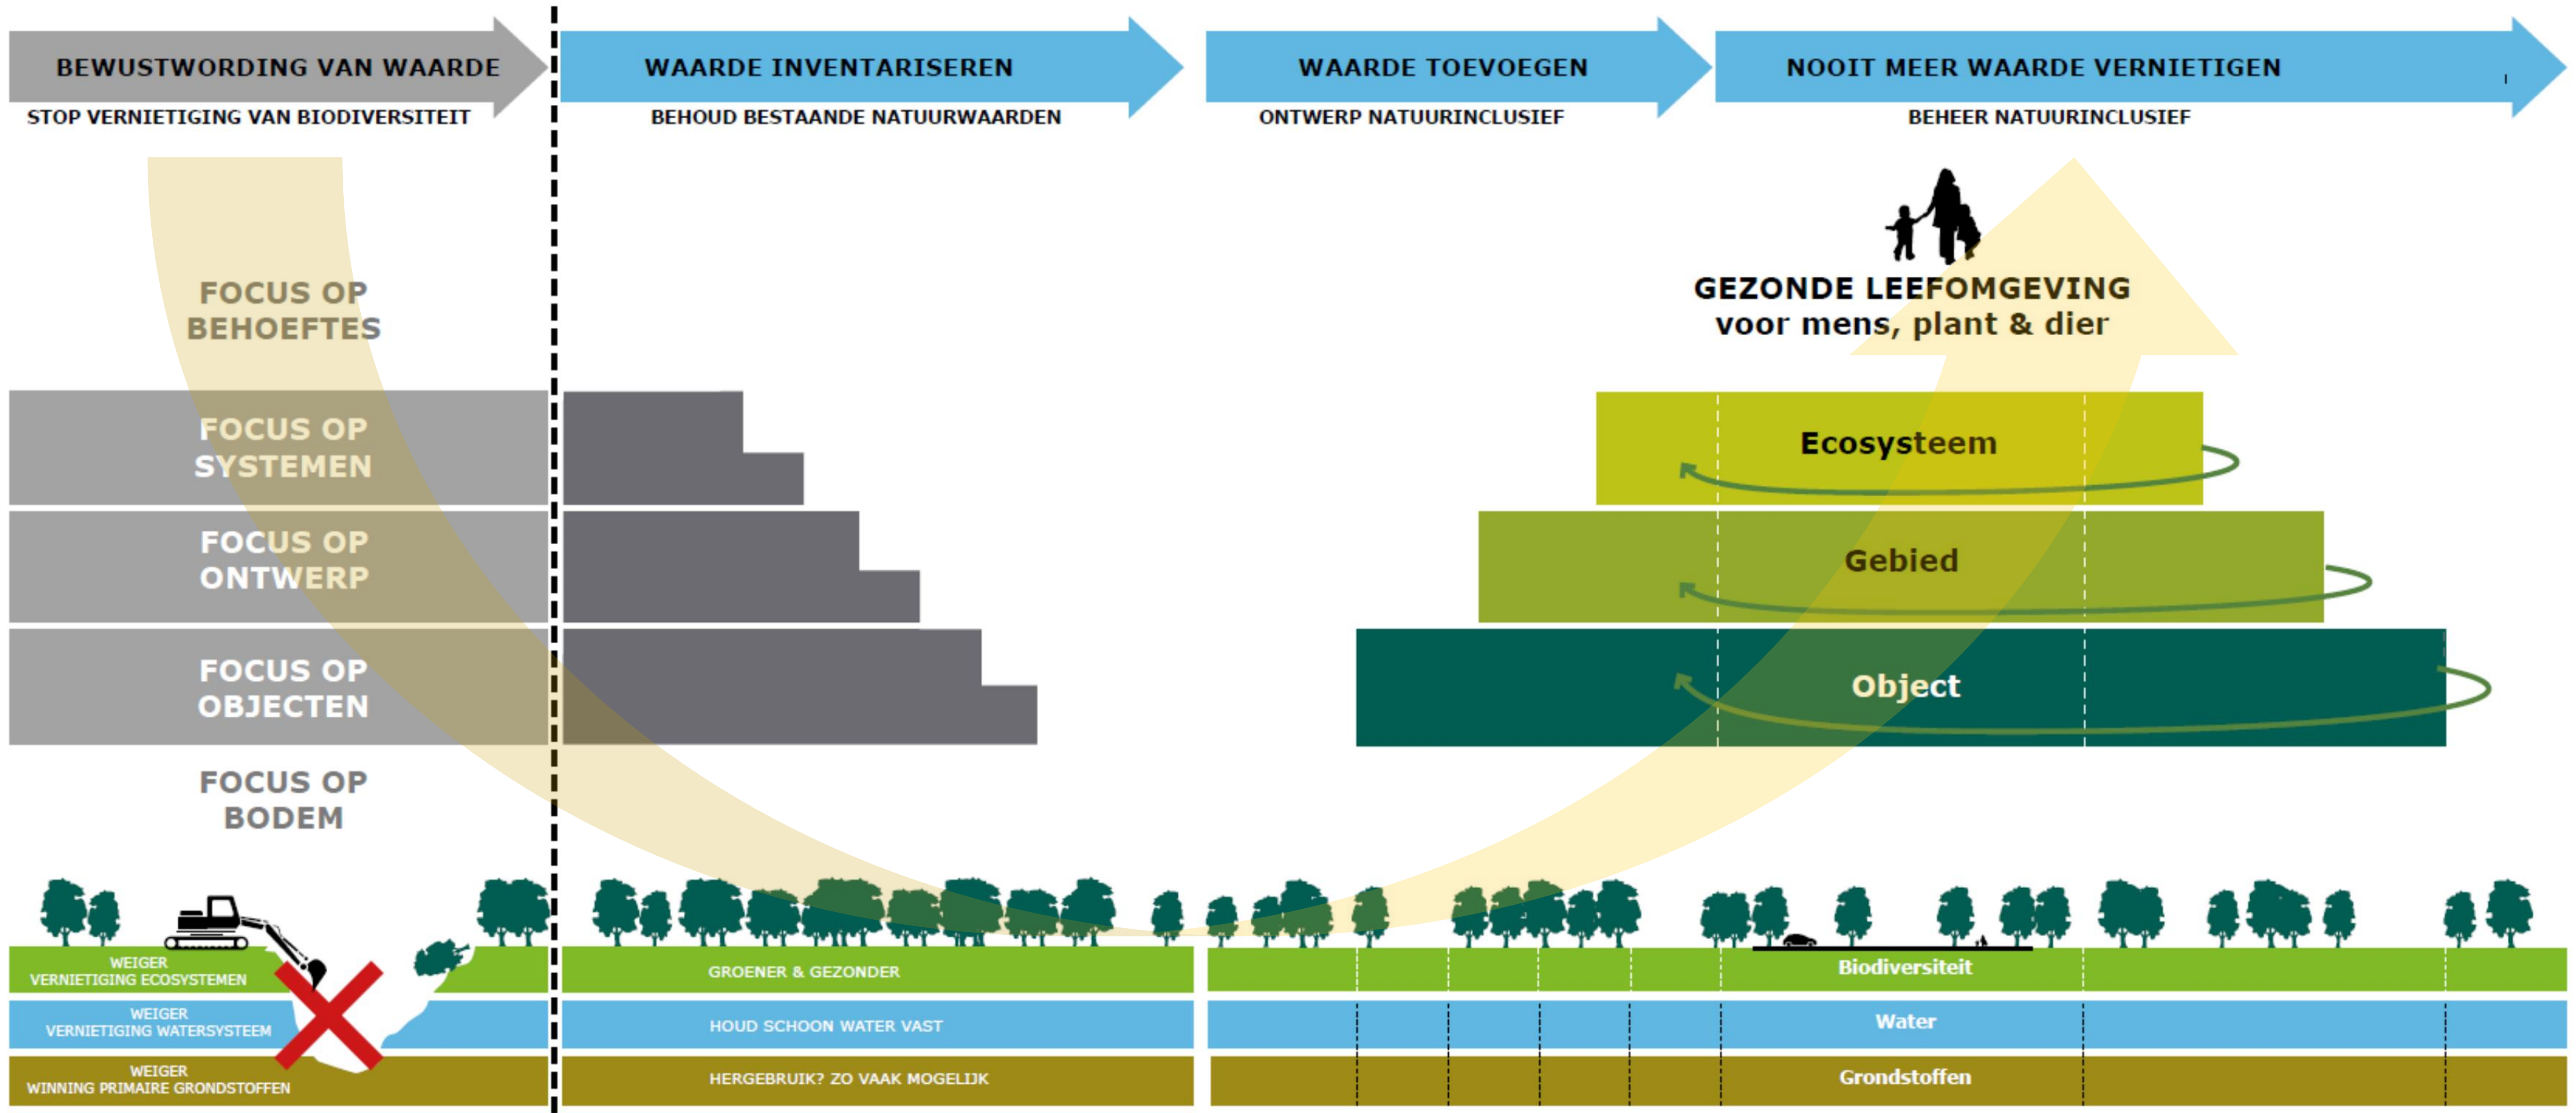 BEWUSTWORDING VAN WAARDE
WAARDE INVENTARISEREN
WAARDE TOEVOEGEN
NOOIT MEER WAARDE VERNIETIGEN
STOP VERNIETIGING VAN BIODIVERSITEIT
BEHOUD BESTAANDE NATUURWAARDEN
ONTWERP NATUURINCLUSIEF
BEHEER NATUURINCLUSIEF
FOCUS OP
BEHOEFTES
GEZONDE LEEFOMGEVING
voor mens, plant & dier
FOCUS OP
SYSTEMEN
Ecosysteem
FOCUS OP
ONTWERP
Gebied
FOCUS OP
OBJECTEN
Object
FOCUS OP
BODEM
WEIGER
VERNIETIGING ECOSYSTEMEN
GROENER & GEZONDER
Biodiversiteit
WEIGER
VERNIETIGING WATERSYSTEEM
HOUD SCHOON WATER VAST
Water
WEIGER
WINNING PRIMAIRE GRONDSTOFFEN
HERGEBRUIK? ZO VAAK MOGELIJK
Grondstoffen